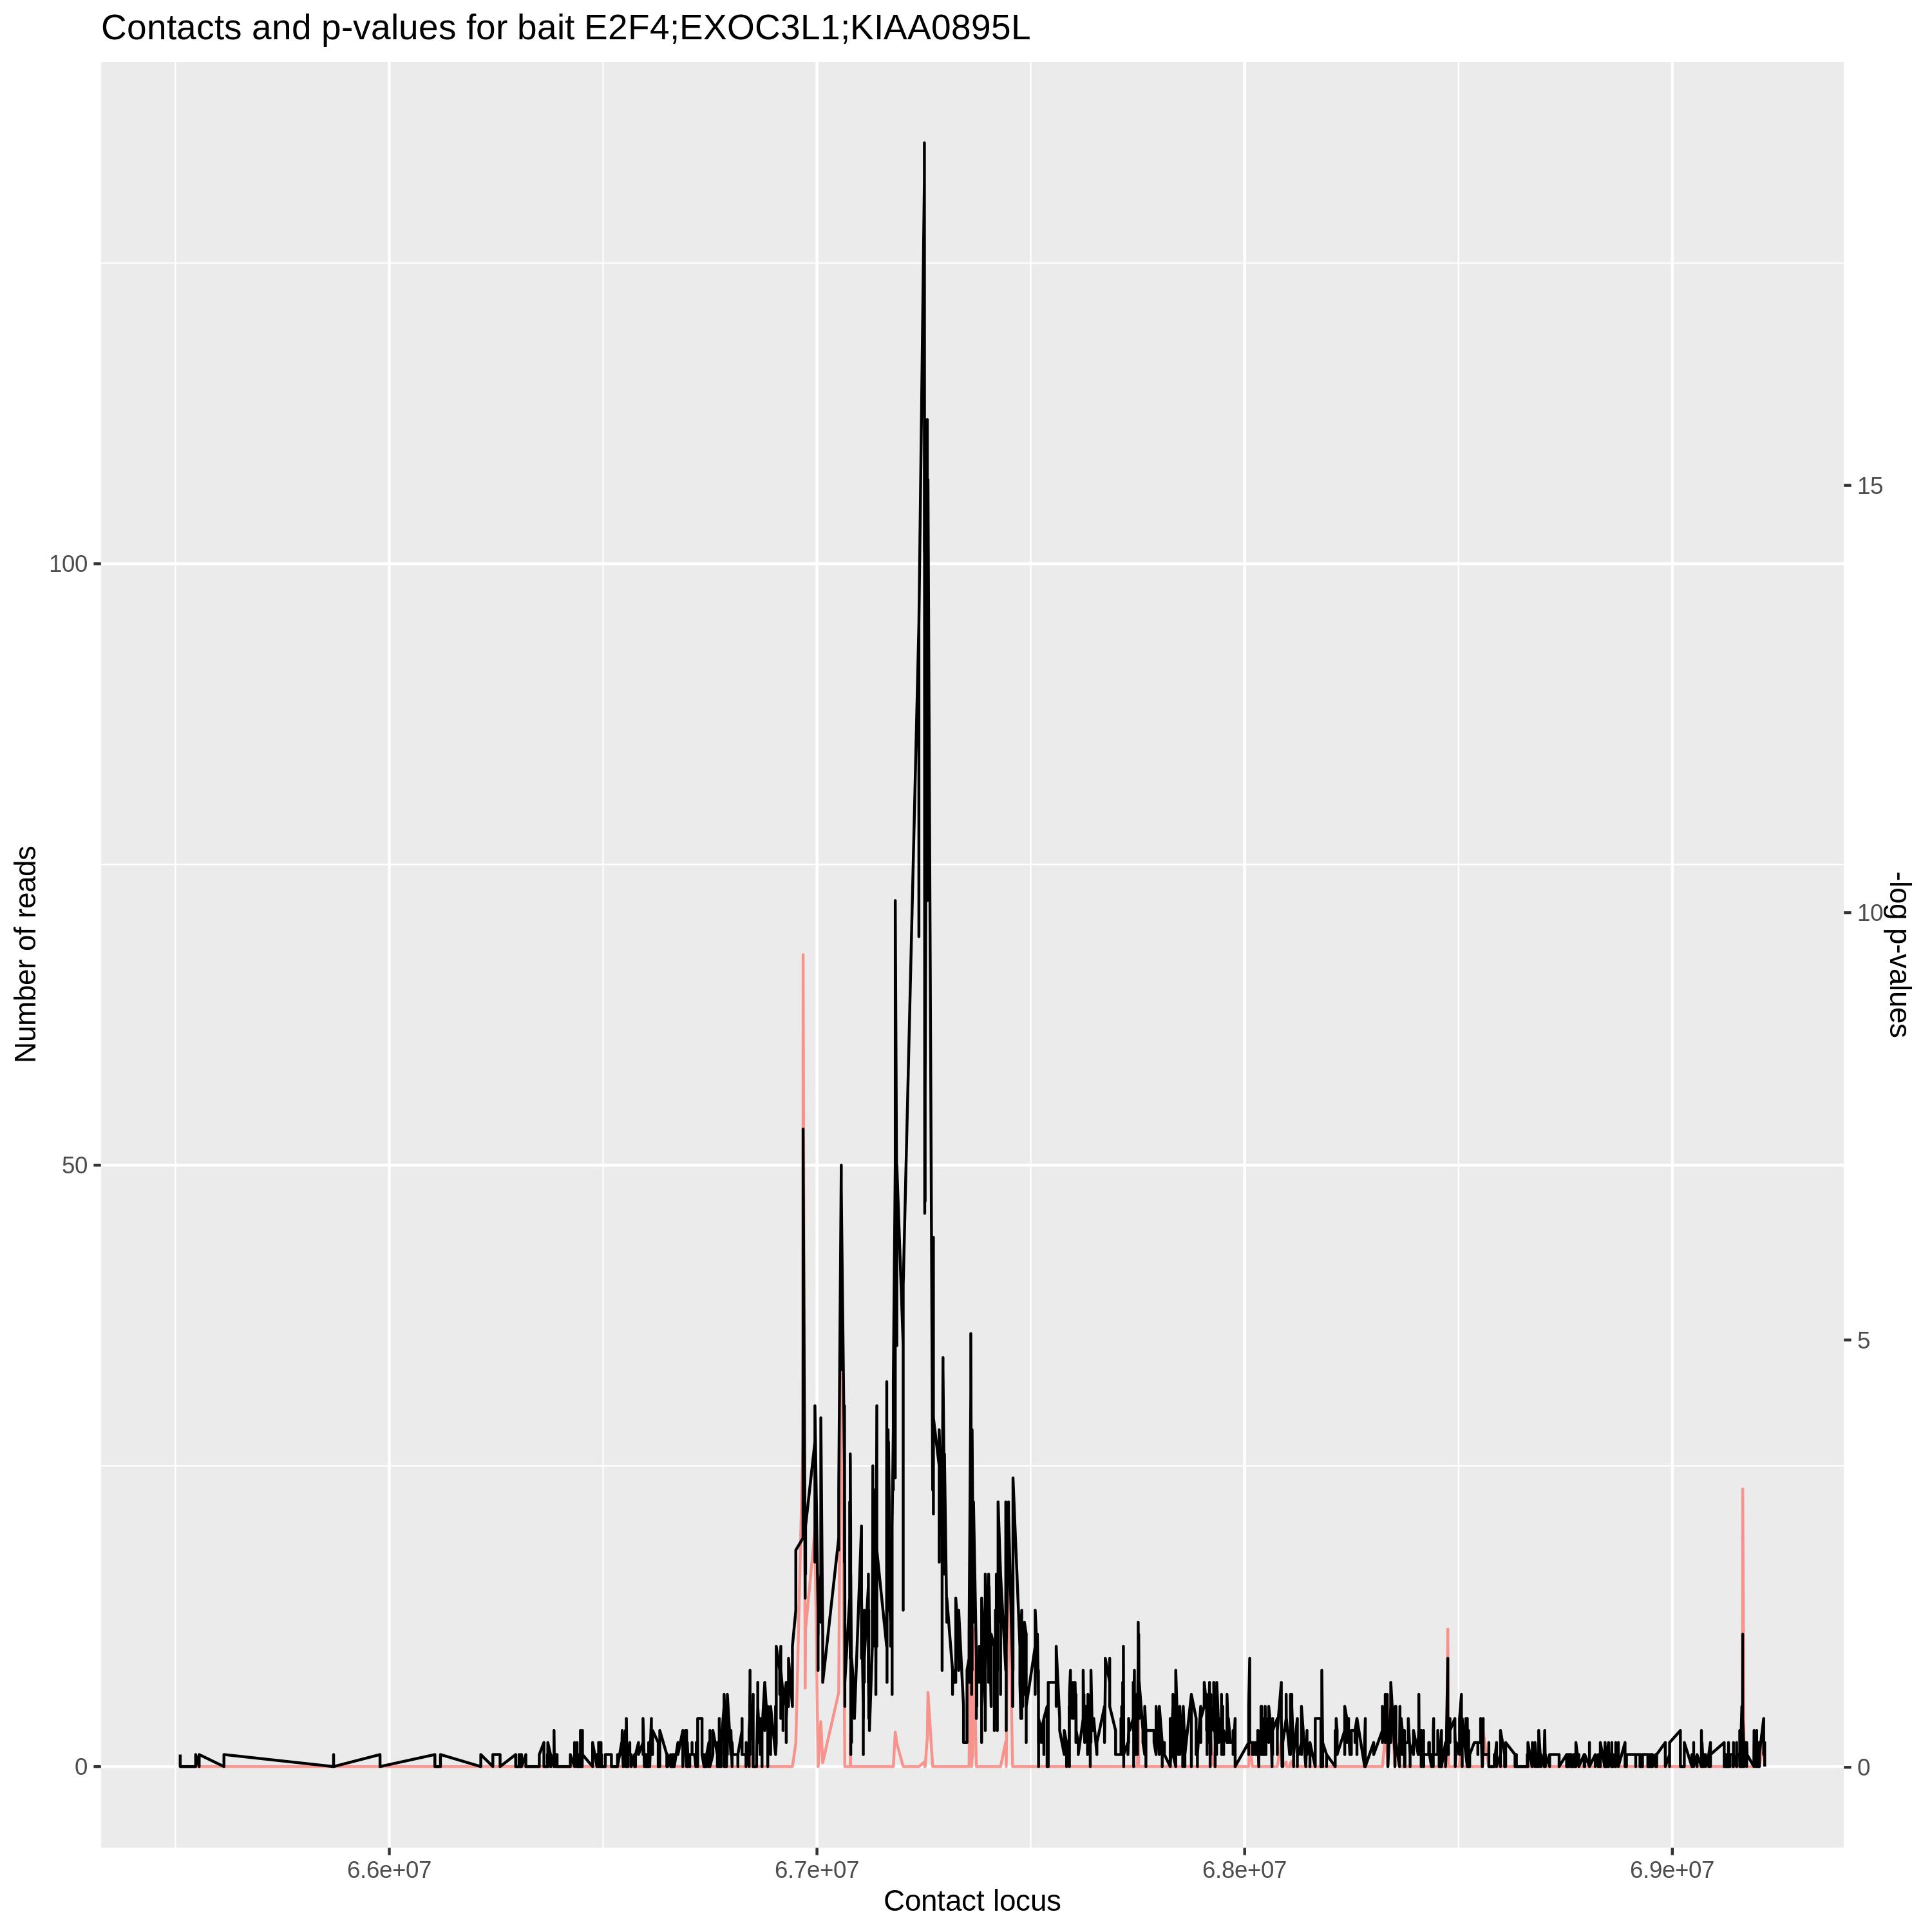 Contacts and p-values for bait E2F4;EXOC3L1;KIAA0895L
Number of reads
100
50
0
15
10
5
0
-log p-values
6.6e+07 6.7e+07 6.8e+07 6.9e+07
Contact locus